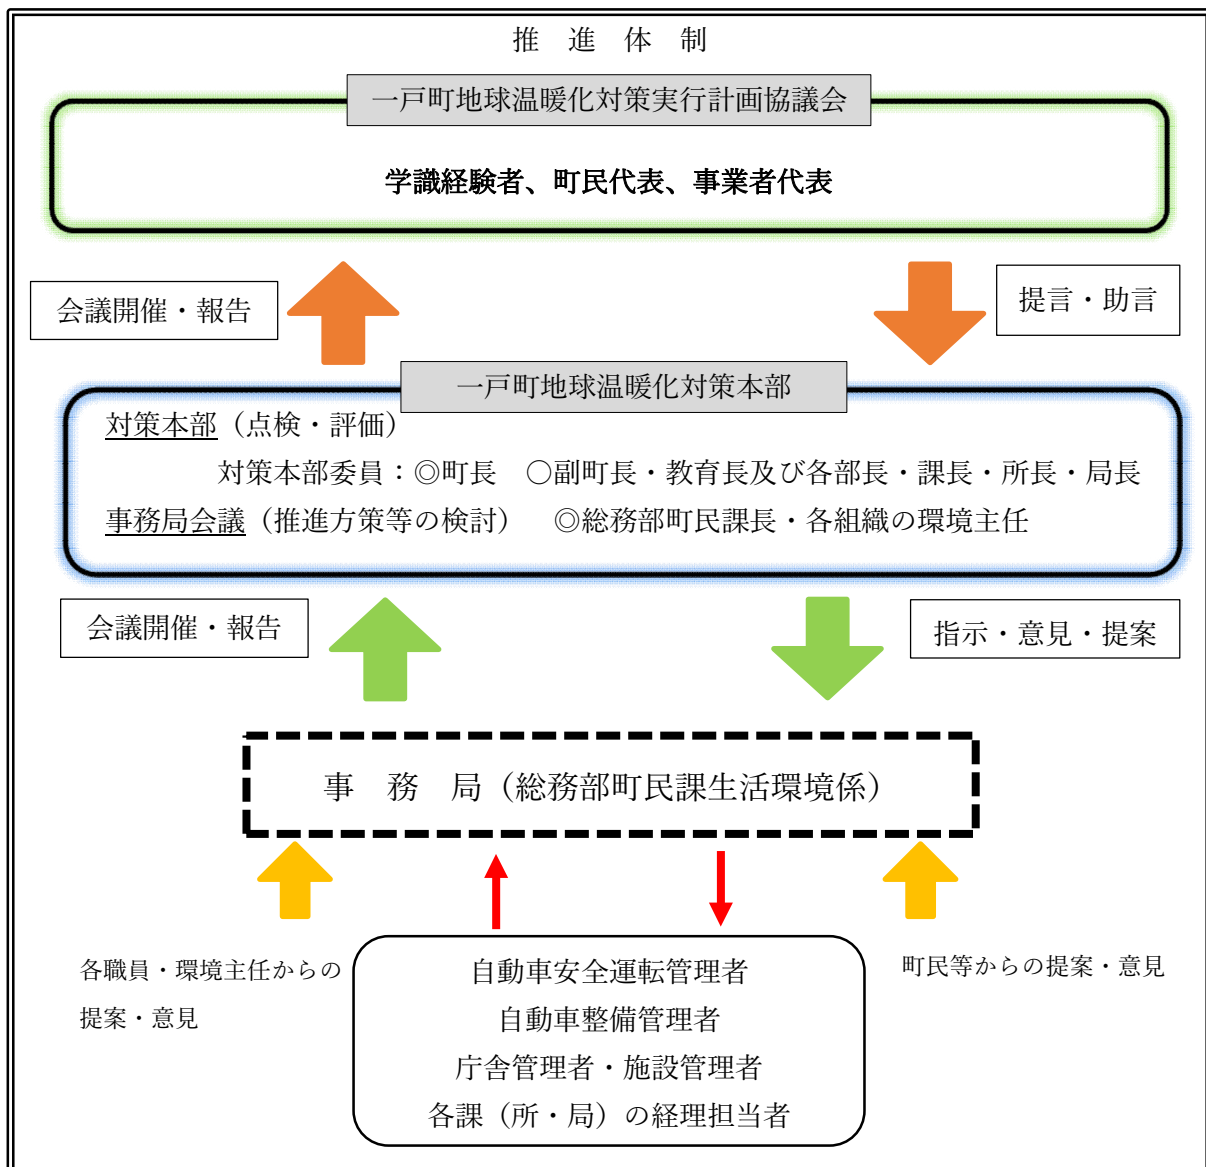 推　進　体　制
一戸町地球温暖化対策実行計画協議会
学識経験者、町民代表、事業者代表
会議開催・報告
提言・助言
一戸町地球温暖化対策本部
対策本部（点検・評価）
対策本部委員：◎町長　〇副町長・教育長及び各部長・課長・所長・局長
事務局会議（推進方策等の検討）　◎総務部町民課長・各組織の環境主任
会議開催・報告
指示・意見・提案
事　務　局（総務部町民課生活環境係）
各職員・環境主任からの
提案・意見
町民等からの提案・意見
自動車安全運転管理者
自動車整備管理者
庁舎管理者・施設管理者
各課（所・局）の経理担当者